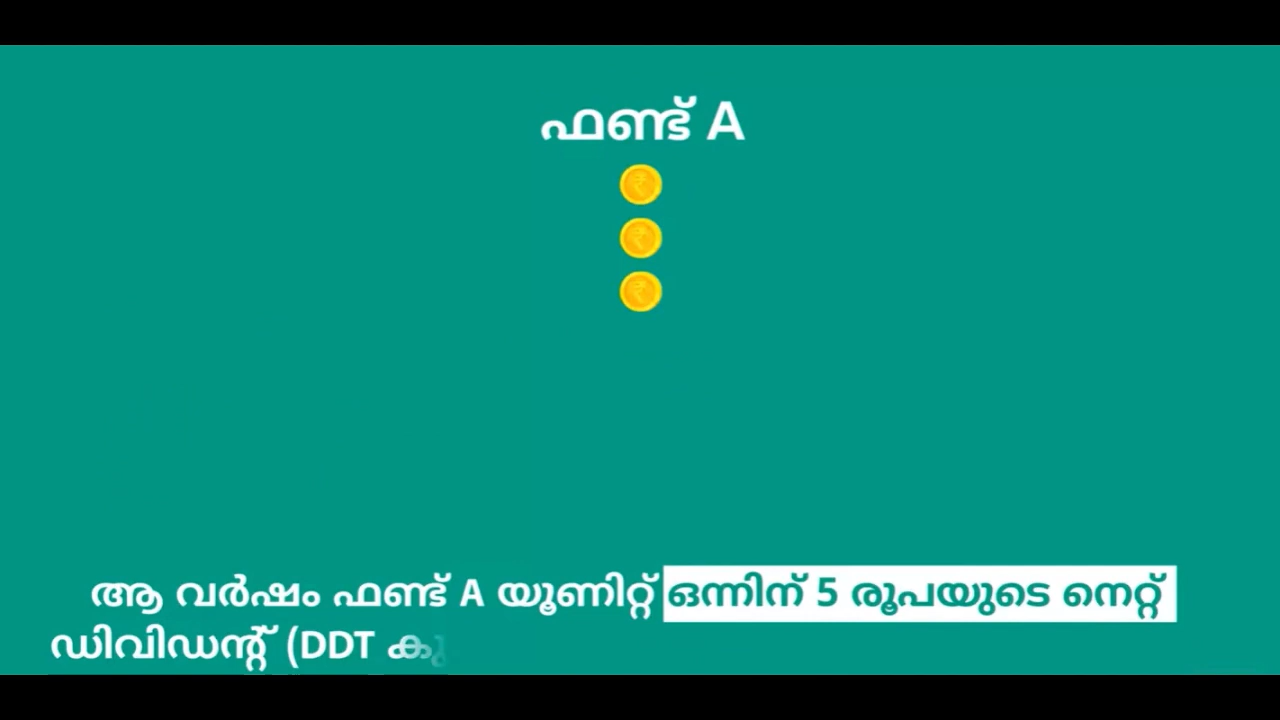 ഫണ്ട് A
ആ വർഷം ഫണ്ട് A യൂണിറ്റ് ഒന്നിന് 5 രൂപയുടെ നെറ്റ്
ഡിവിഡന്റ് (DDT